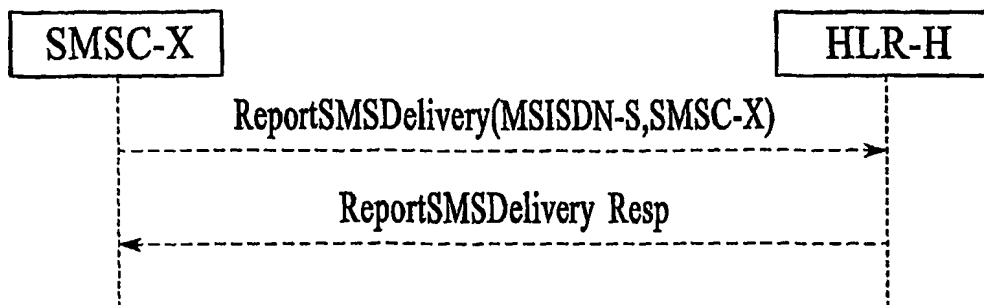 SMSC-X
HLR-H
ReportSMSDelivery(MSISDN-S,SMSC-X)
ReportSMSDelivery Resp